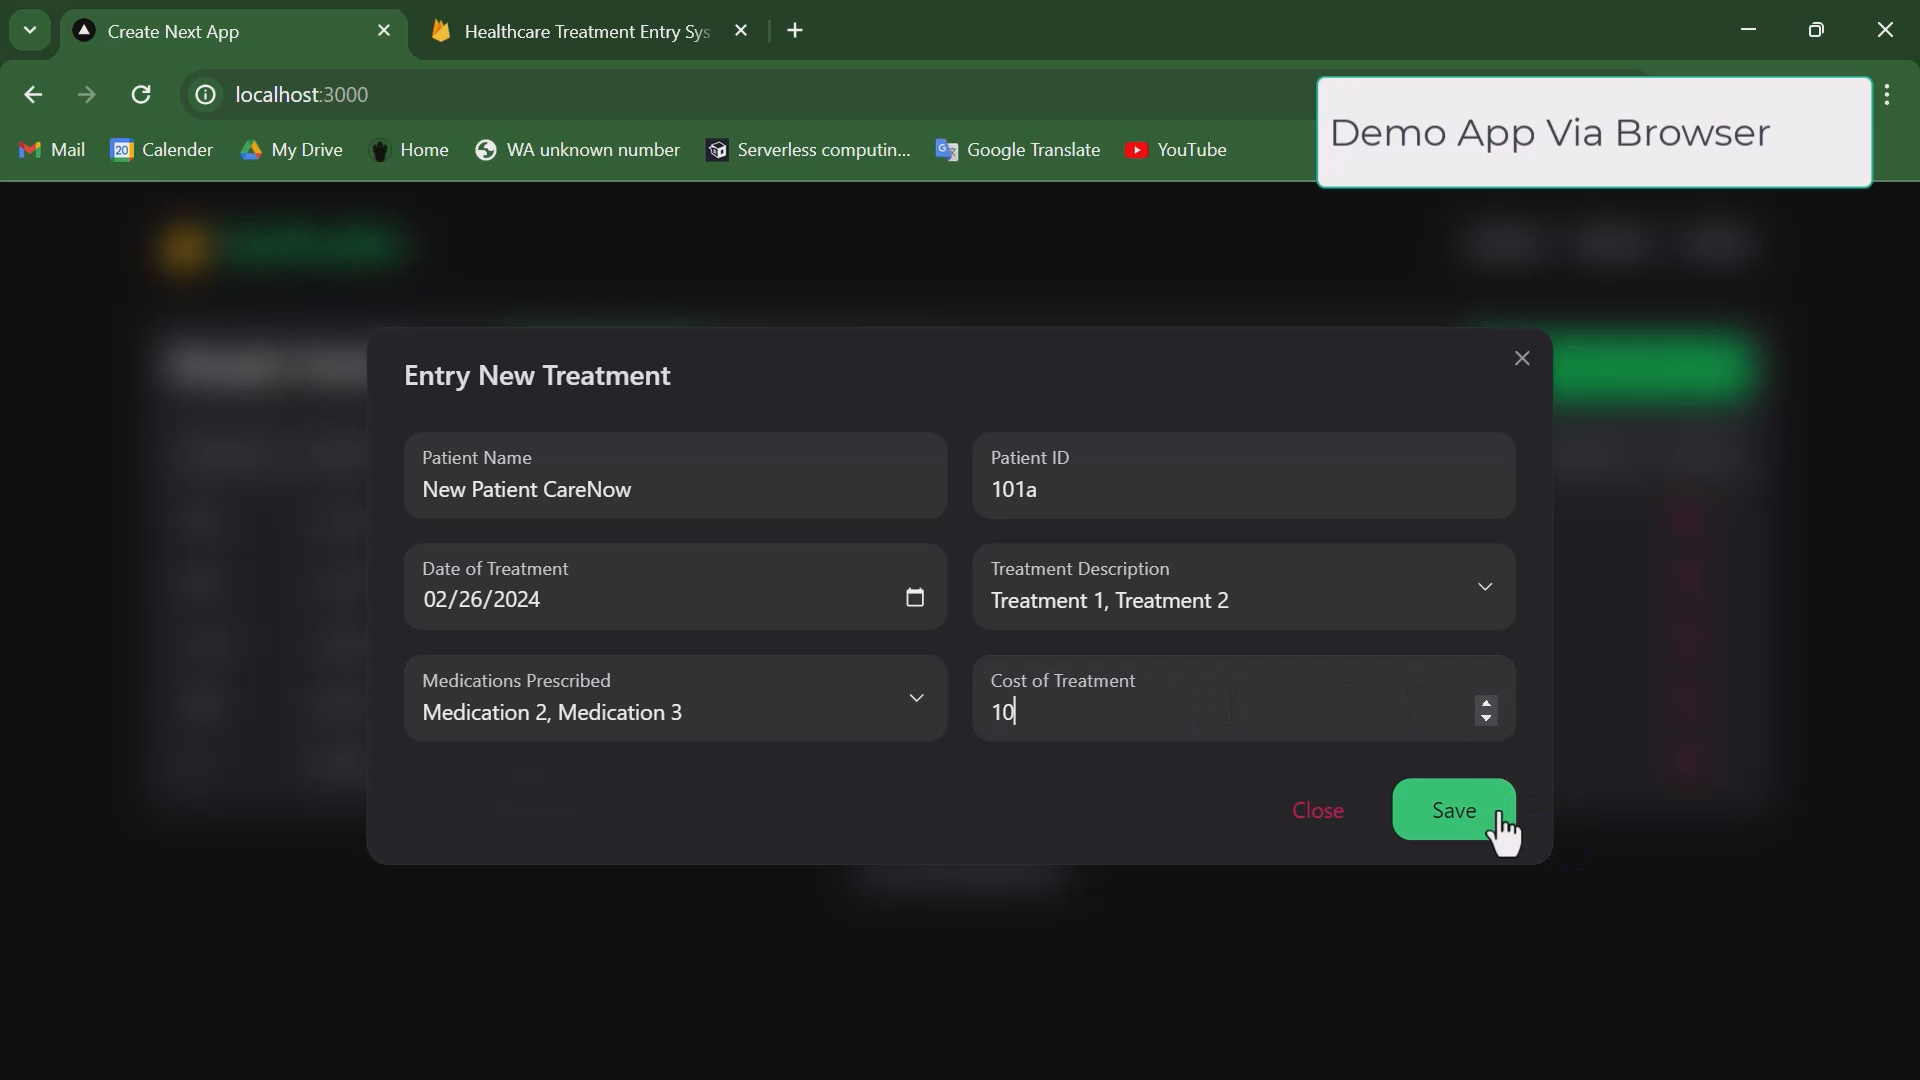 Create Next App
Healthcare Treatment Entry Sys
localhost:3000
Demo App Via Browser
Mail
20
Calender
My Drive
Home
WA unknown number
Serverless computin...
Google Translate
YouTube
Entry New Treatment
Patient Name
New Patient CareNow
Patient ID
101a
Date of Treatment
02/26/2024
Treatment Description
Treatment 1, Treatment 2
Medications Prescribed
Medication 2, Medication 3
Cost of Treatment
10
Close
Save